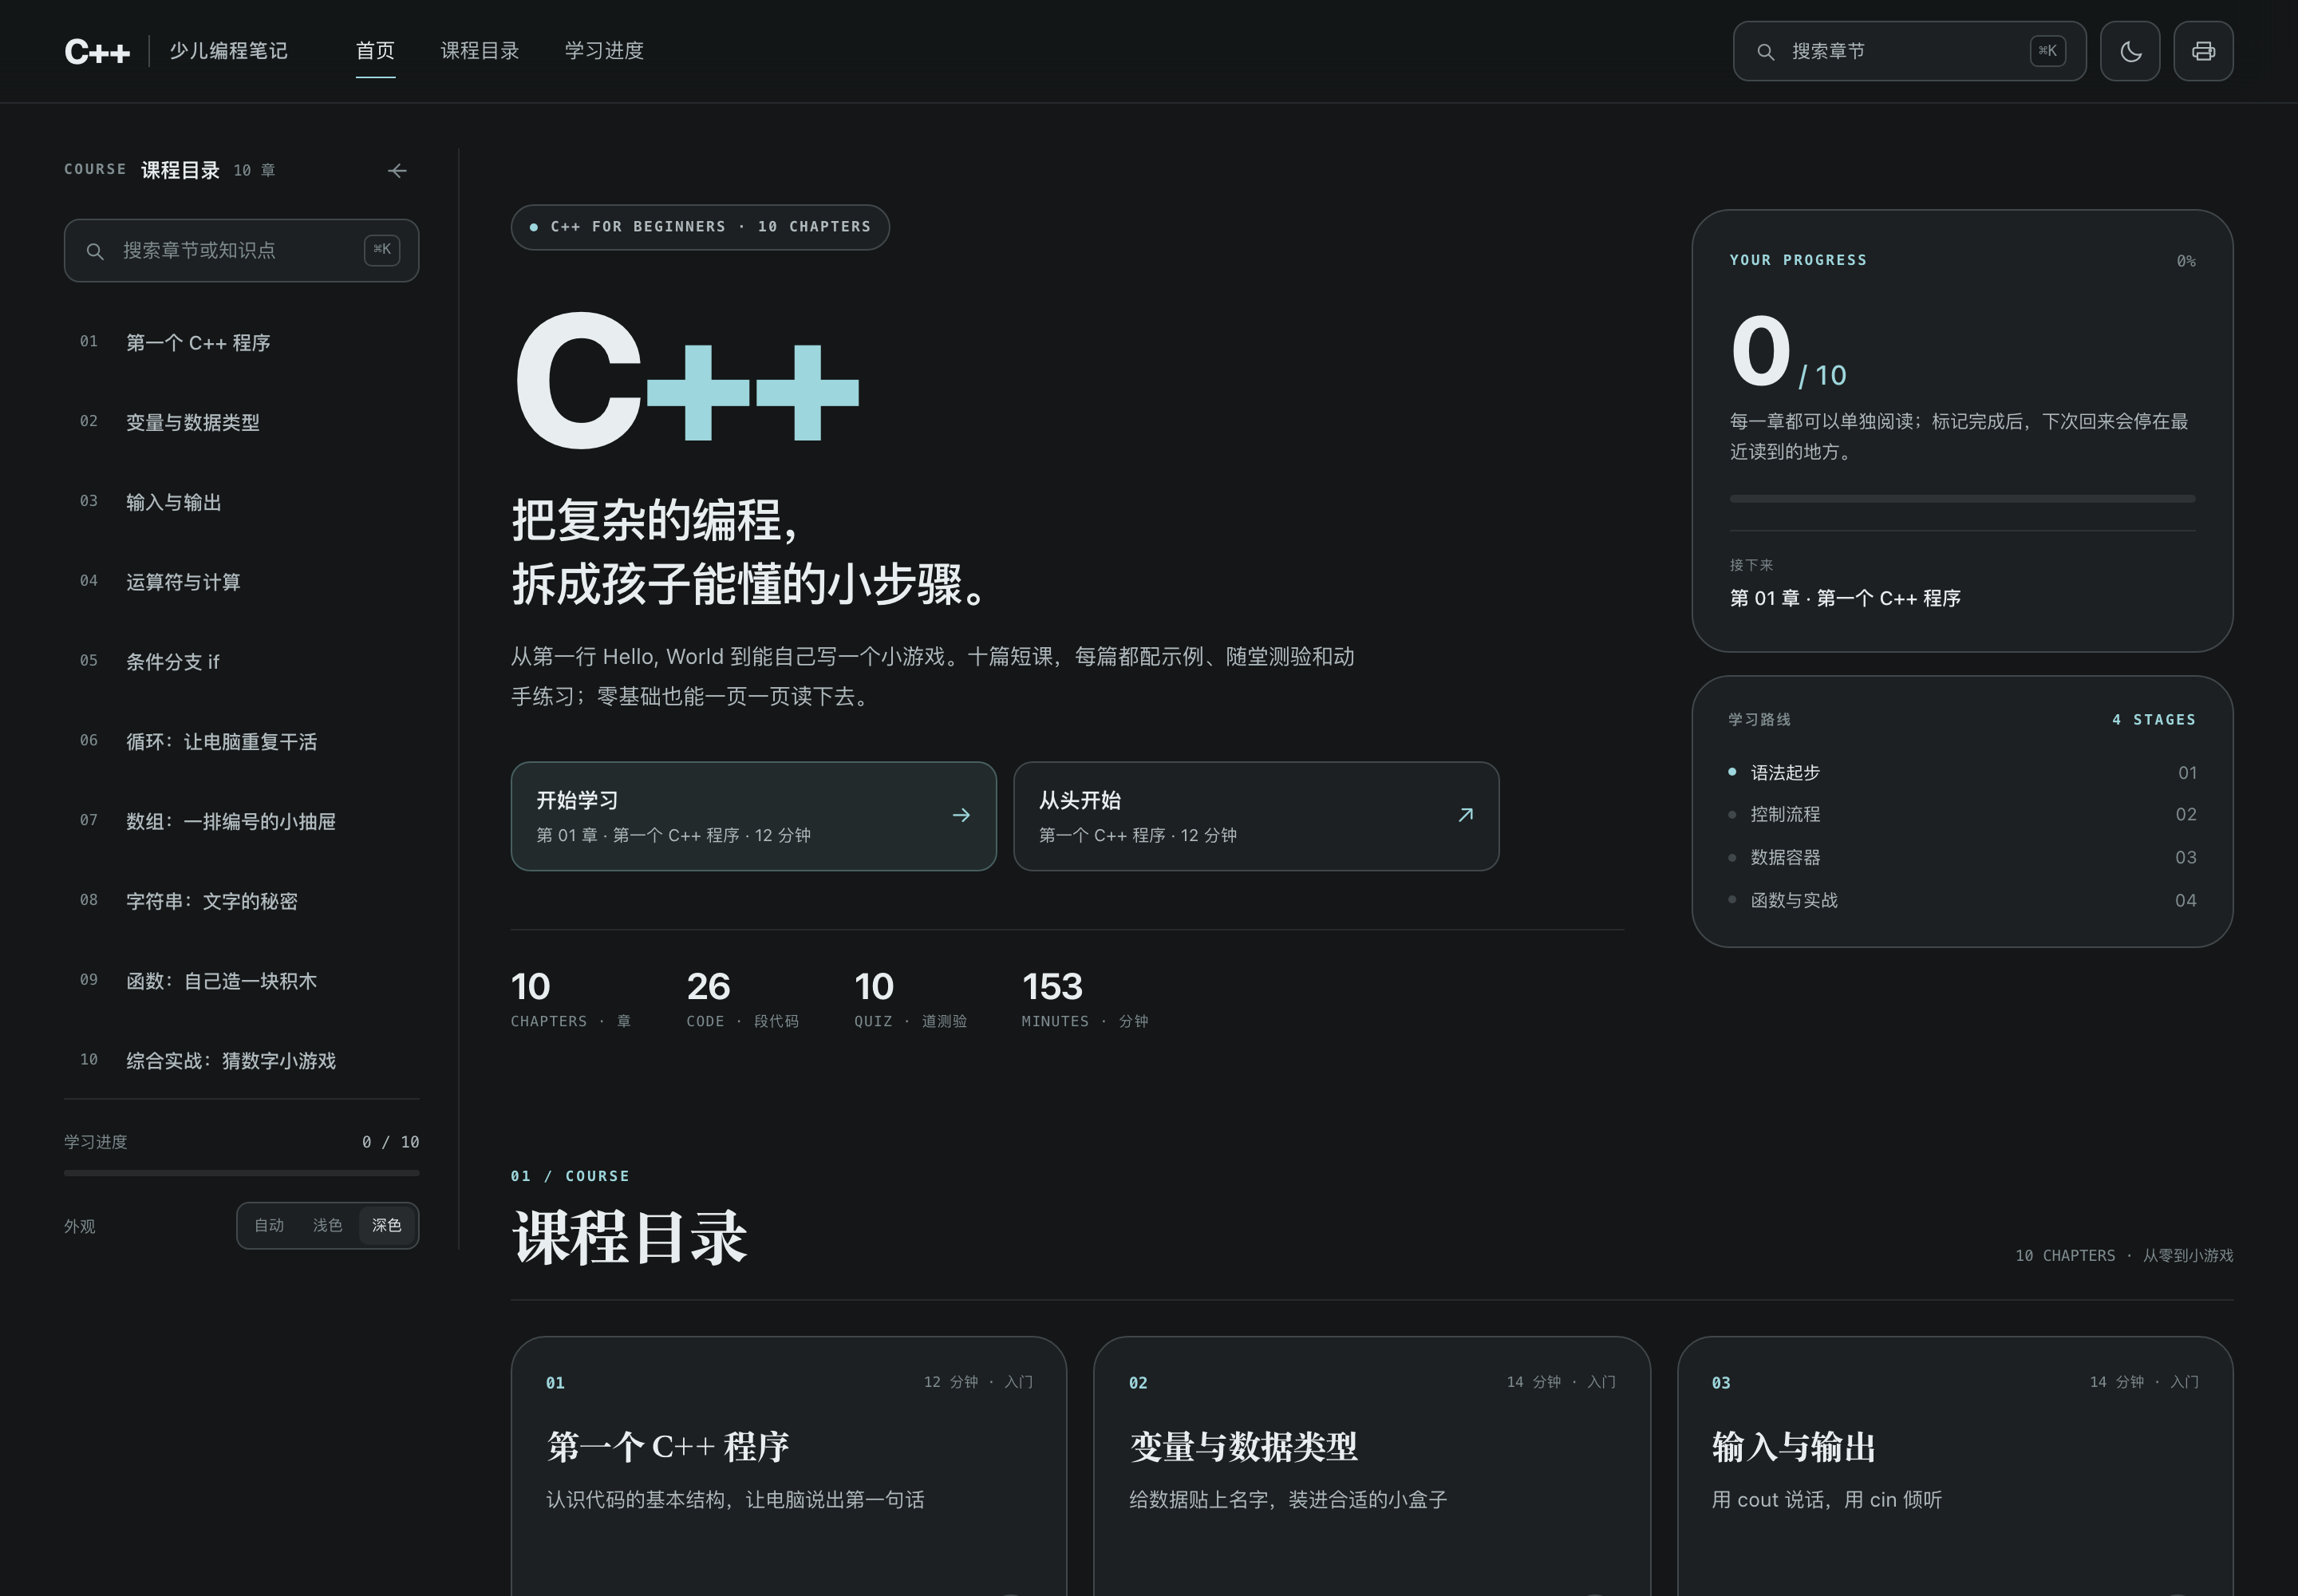 C++ 少儿编程笔记 首页 课程目录 学习进度 搜索章节 ⌘K
COURSE 课程目录 10 章
搜索章节或知识点 ⌘K
01 第一个 C++ 程序
02 变量与数据类型
03 输入与输出
04 运算符与计算
05 条件分支 if
06 循环：让电脑重复干活
07 数组：一排编号的小抽屉
08 字符串：文字的秘密
09 函数：自己造一块积木
10 综合实战：猜数字小游戏
学习进度 0 / 10
外观 自动 浅色 深色
C++ FOR BEGINNERS · 10 CHAPTERS
C++
把复杂的编程，
拆成孩子能懂的小步骤。
从第一行 Hello, World 到能自己写一个小游戏。十篇短课，每篇都配示例、随堂测验和动
手练习；零基础也能一页一页读下去。
开始学习
第 01 章 · 第一个 C++ 程序 · 12 分钟
从头开始
第一个 C++ 程序 · 12 分钟
10
CHAPTERS · 章
26
CODE · 段代码
10
QUIZ · 道测验
153
MINUTES · 分钟
YOUR PROGRESS 0%
0 / 10
每一章都可以单独阅读；标记完成后，下次回来会停在最
近读到的地方。
接下来
第 01 章 · 第一个 C++ 程序
学习路线 4 STAGES
语法起步 01
控制流程 02
数据容器 03
函数与实战 04
01 / COURSE
课程目录
10 CHAPTERS · 从零到小游戏
01 12 分钟 · 入门
第一个 C++ 程序
认识代码的基本结构，让电脑说出第一句话
02 14 分钟 · 入门
变量与数据类型
给数据贴上名字，装进合适的小盒子
03 14 分钟 · 入门
输入与输出
用 cout 说话，用 cin 倾听